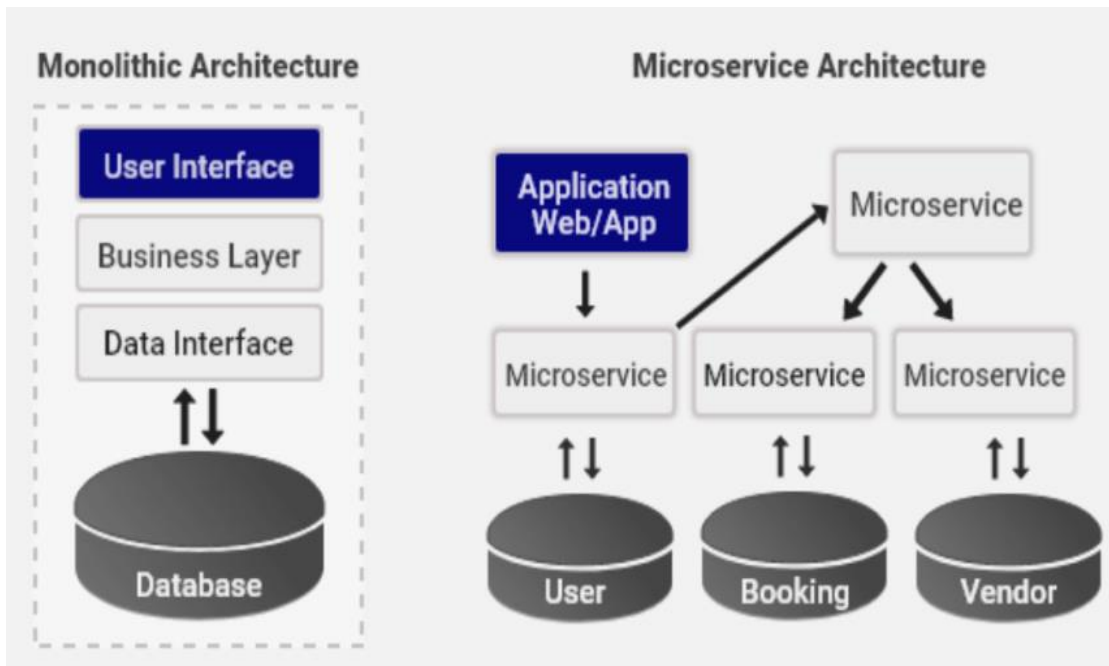 Monolithic Architecture
User Interface
Business Layer
Data Interface
Database
Microservice Architecture
Application
Web/App
Microservice
Microservice
Microservice
Microservice
User
Booking
Vendor